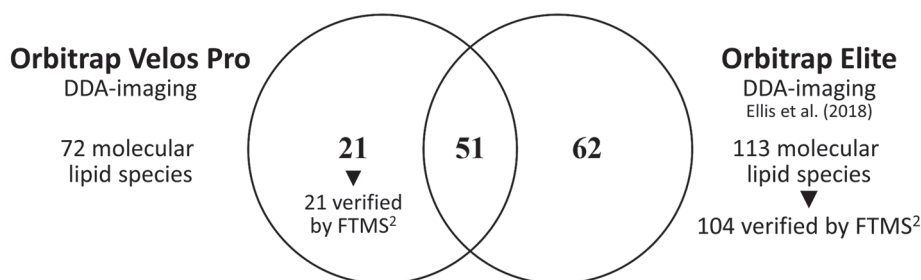 Orbitrap Velos Pro
DDA-imaging
72 molecular
lipid species
21
▼
21 verified
by FTMS²
51
62
Orbitrap Elite
DDA-imaging
Ellis et al. (2018)
113 molecular
lipid species
▼
104 verified by FTMS²